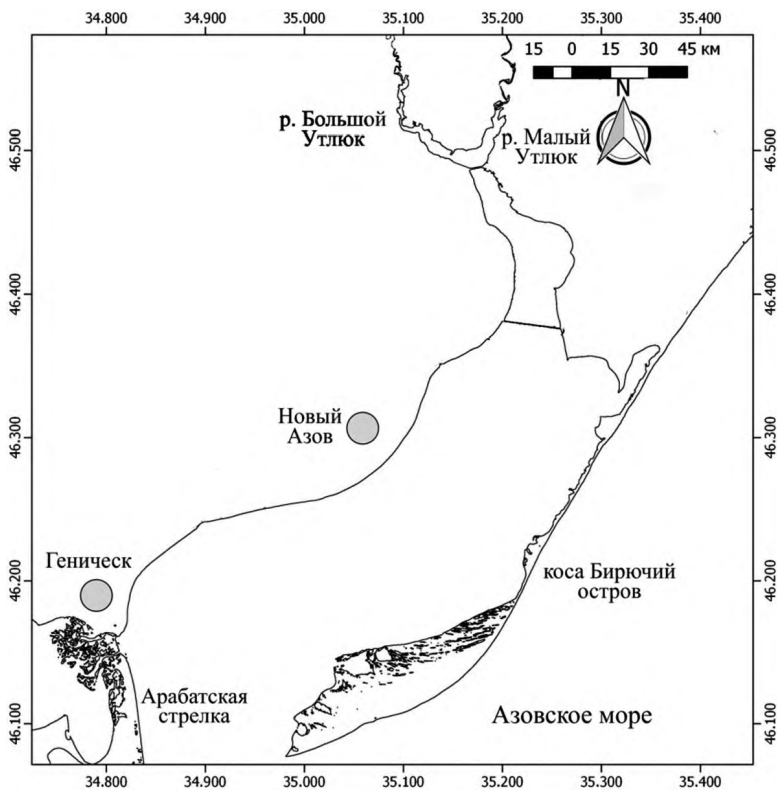 34.800 34.900 35.000 35.100 35.200 35.300 35.400
15 0 15 30 45 км
N
р. Большой
Утлюк
р. Малый
Утлюк
46.500 46.500
46.400 46.400
Новый
Азов
46.300 46.300
Геническ
46.200 46.200
коса Бирючий
остров
Арабатская
стрелка
Азовское море
46.100 46.100
34.800 34.900 35.000 35.100 35.200 35.300 35.400